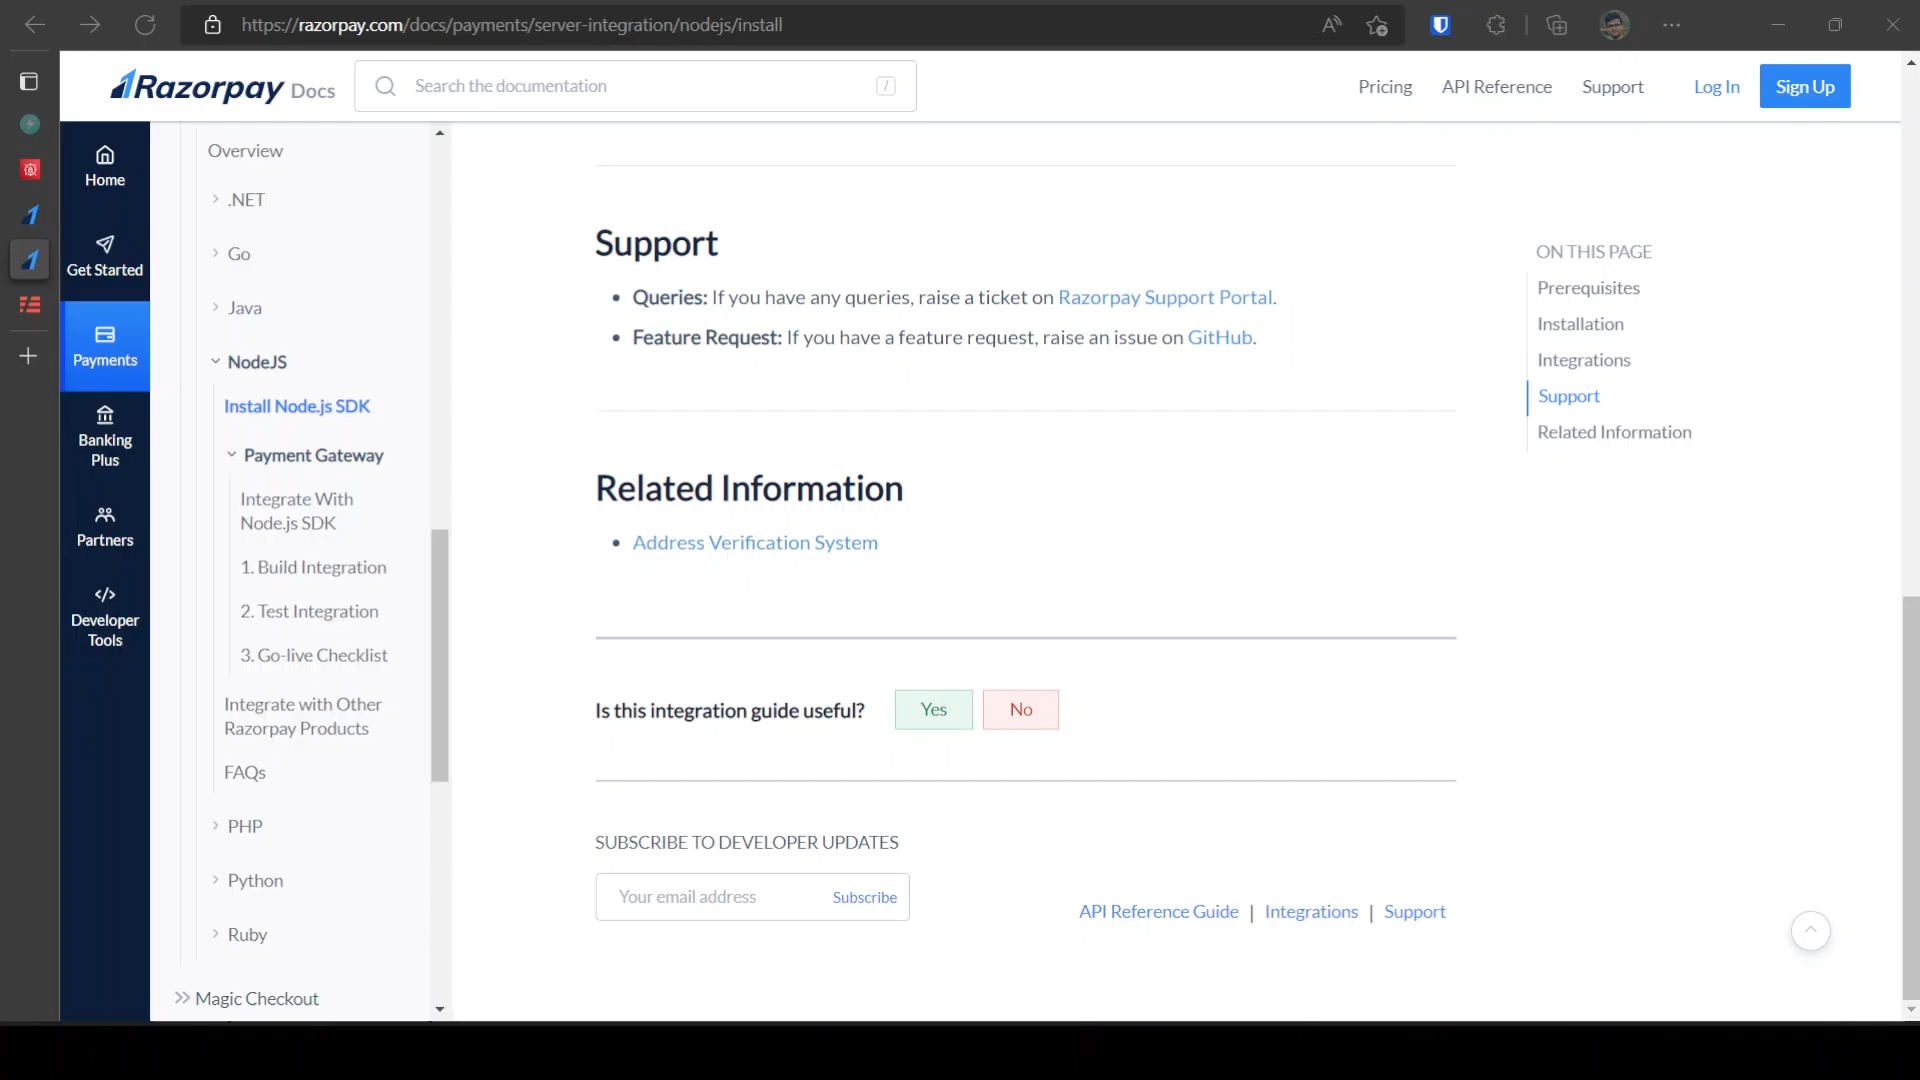 https://razorpay.com/docs/payments/server-integration/nodejs/install
Razorpay Docs
Search the documentation
/
Pricing
API Reference
Support
Log In
Sign Up
Home
Get Started
Payments
Banking
Plus
Partners
Developer
Tools
Overview
.NET
Go
Java
NodeJS
Install Node.js SDK
Payment Gateway
Integrate With
Node.js SDK
1. Build Integration
2. Test Integration
3. Go-live Checklist
Integrate with Other
Razorpay Products
FAQs
PHP
Python
Ruby
Magic Checkout
Support
Queries: If you have any queries, raise a ticket on Razorpay Support Portal.
Feature Request: If you have a feature request, raise an issue on GitHub.
Related Information
Address Verification System
Is this integration guide useful?
Yes
No
SUBSCRIBE TO DEVELOPER UPDATES
Your email address
Subscribe
API Reference Guide | Integrations | Support
ON THIS PAGE
Prerequisites
Installation
Integrations
Support
Related Information